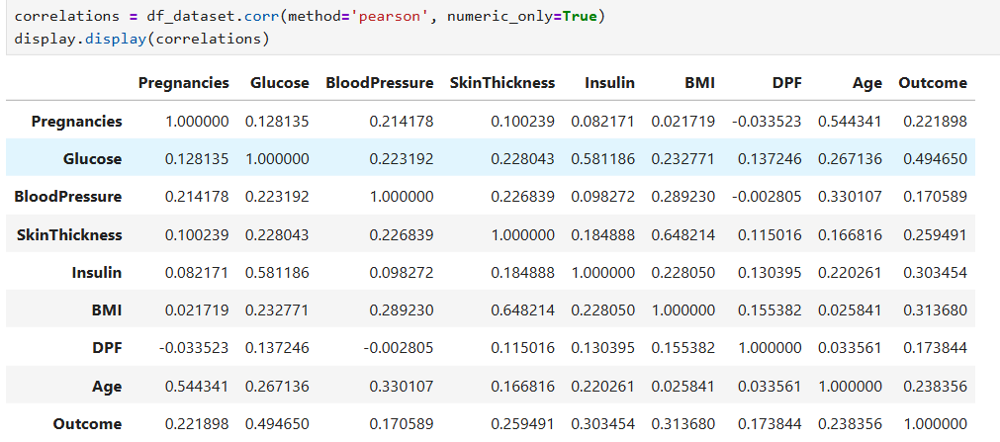 correlations = df_dataset.corr(method='pearson', numeric_only=True)
display.display(correlations)
Pregnancies Glucose BloodPressure SkinThickness Insulin BMI DPF Age Outcome
Pregnancies 1.000000 0.128135 0.214178 0.100239 0.082171 0.021719 -0.033523 0.544341 0.221898
Glucose 0.128135 1.000000 0.223192 0.228043 0.581186 0.232771 0.137246 0.267136 0.494650
BloodPressure 0.214178 0.223192 1.000000 0.226839 0.098272 0.289230 -0.002805 0.330107 0.170589
SkinThickness 0.100239 0.228043 0.226839 1.000000 0.184888 0.648214 0.115016 0.166816 0.259491
Insulin 0.082171 0.581186 0.098272 0.184888 1.000000 0.228050 0.130395 0.220261 0.303454
BMI 0.021719 0.232771 0.289230 0.648214 0.228050 1.000000 0.155382 0.025841 0.313680
DPF -0.033523 0.137246 -0.002805 0.115016 0.130395 0.155382 1.000000 0.033561 0.173844
Age 0.544341 0.267136 0.330107 0.166816 0.220261 0.025841 0.033561 1.000000 0.238356
Outcome 0.221898 0.494650 0.170589 0.259491 0.303454 0.313680 0.173844 0.238356 1.000000